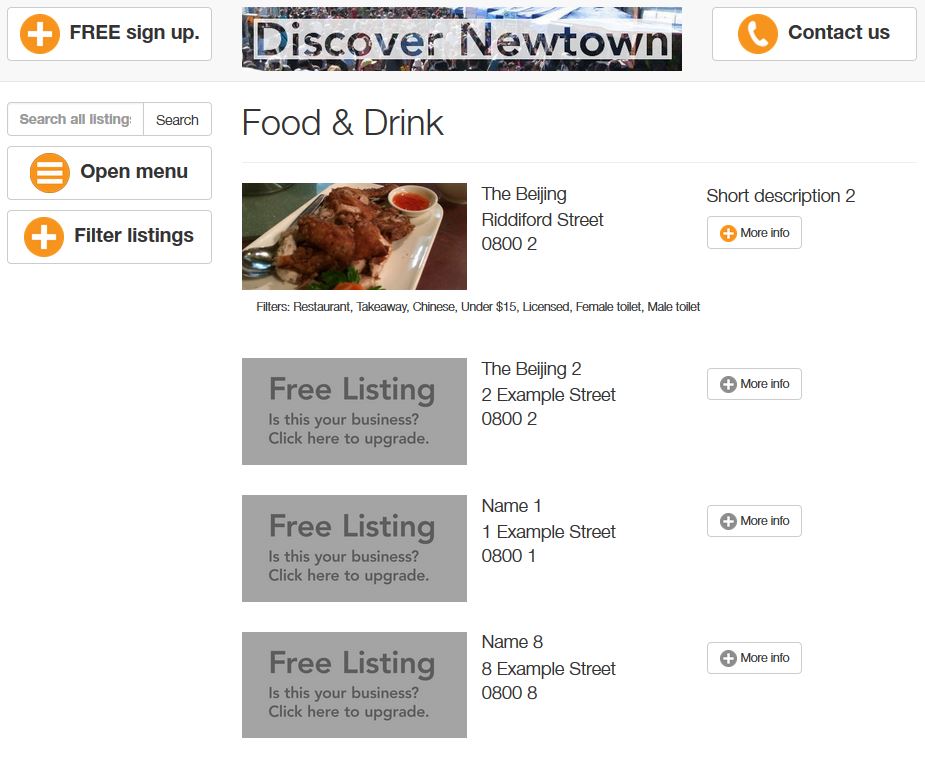 FREE sign up.
Discover Newtown
Contact us
Search all listings
Search
Open menu
Filter listings
Food & Drink
The Beijing
Riddiford Street
0800 2
Short description 2
More info
Filters: Restaurant, Takeaway, Chinese, Under $15, Licensed, Female toilet, Male toilet
Free Listing
Is this your business?
Click here to upgrade.
The Beijing 2
2 Example Street
0800 2
More info
Free Listing
Is this your business?
Click here to upgrade.
Name 1
1 Example Street
0800 1
More info
Free Listing
Is this your business?
Click here to upgrade.
Name 8
8 Example Street
0800 8
More info